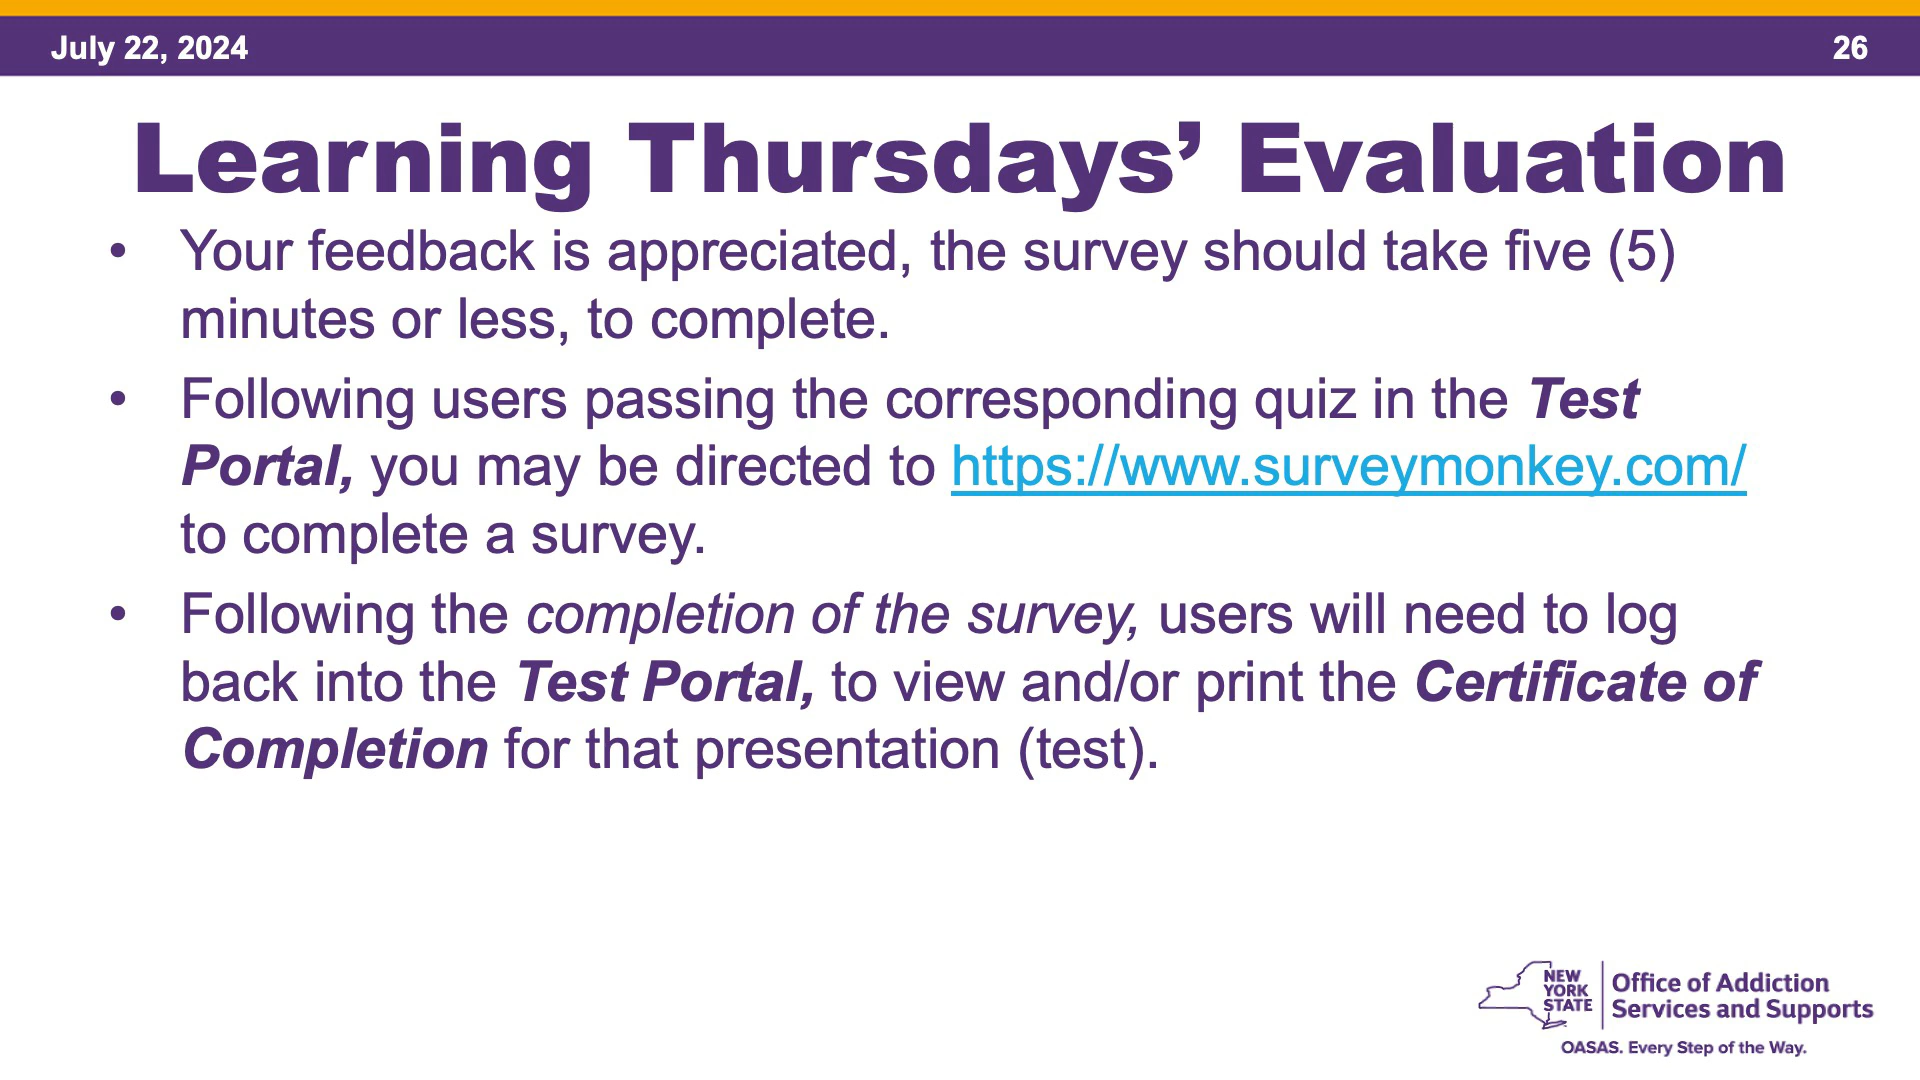 July 22, 2024
26
Learning Thursdays’ Evaluation
• Your feedback is appreciated, the survey should take five (5)
minutes or less, to complete.
• Following users passing the corresponding quiz in the Test
Portal, you may be directed to https://www.surveymonkey.com/
to complete a survey.
• Following the completion of the survey, users will need to log
back into the Test Portal, to view and/or print the Certificate of
Completion for that presentation (test).
NEW
YORK
STATE
Office of Addiction
Services and Supports
OASAS. Every Step of the Way.